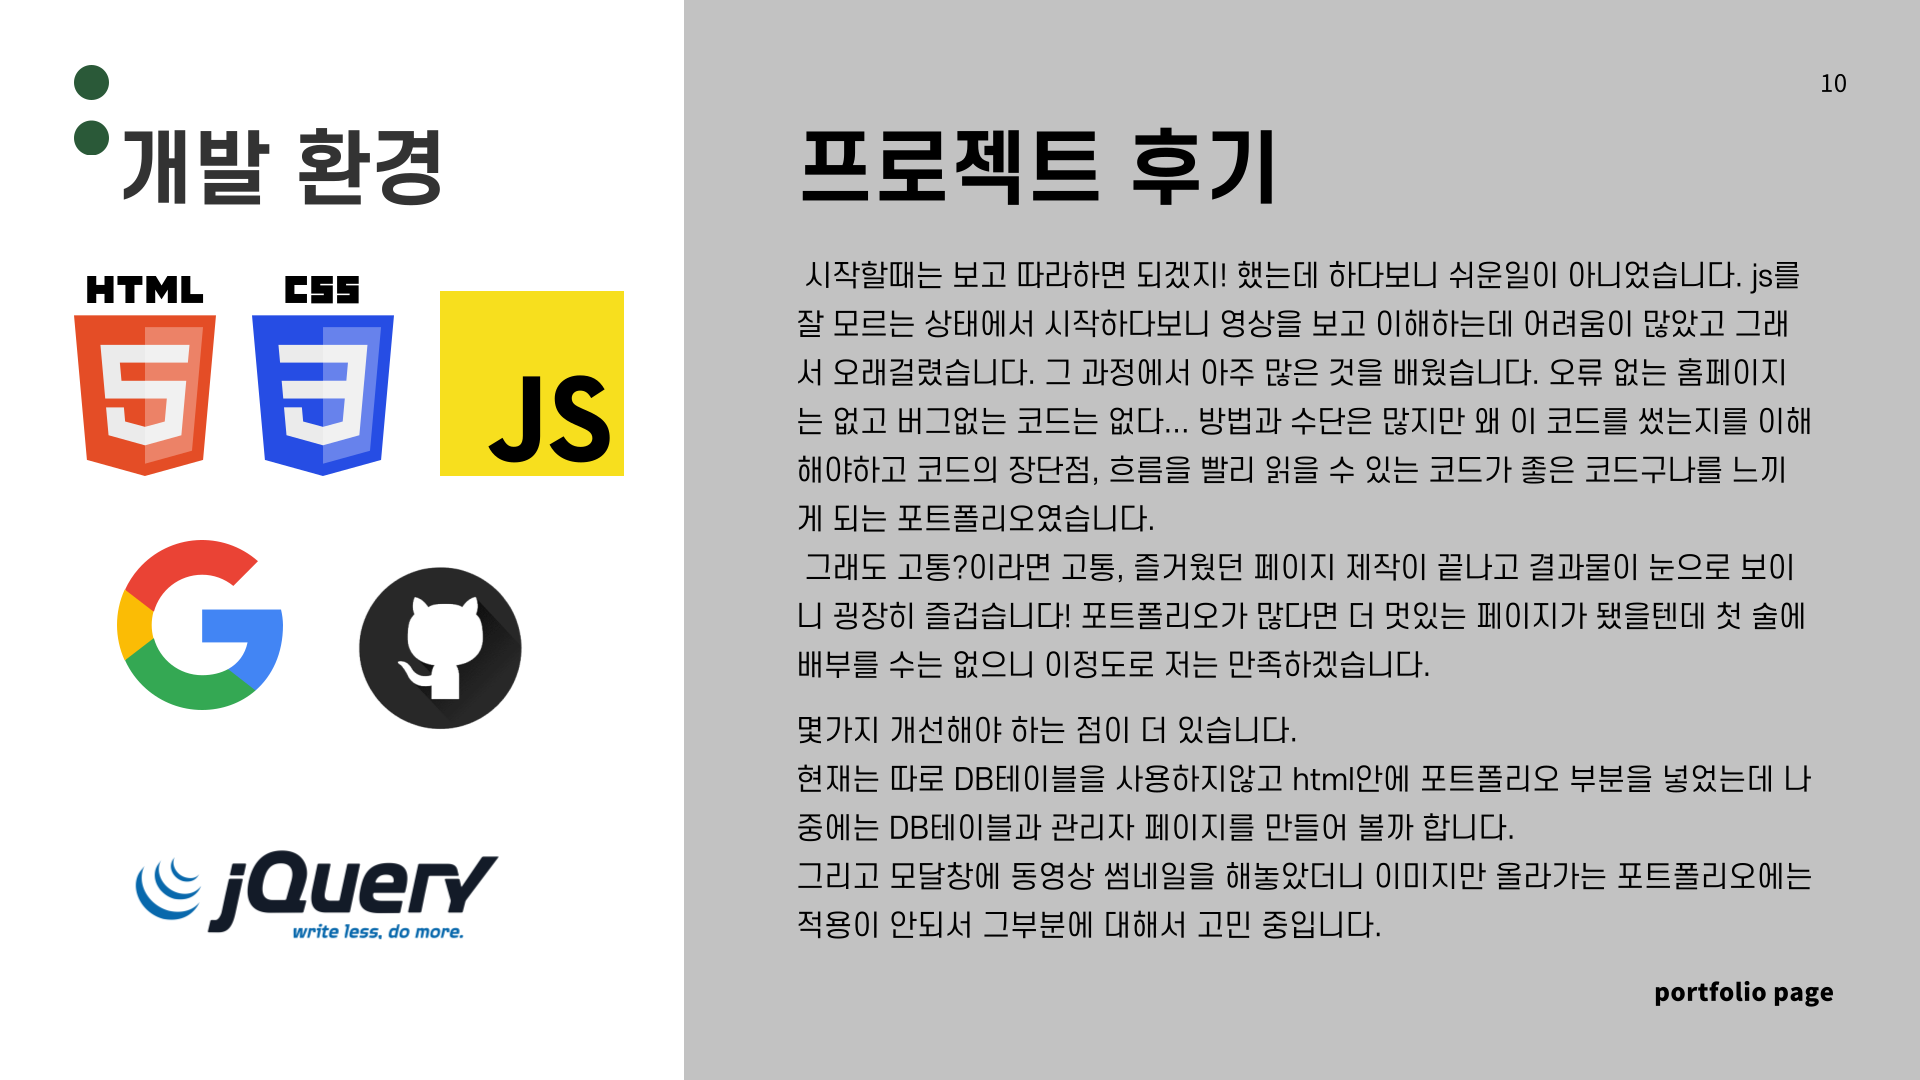 개발 환경
HTML
CSS
JS
jQuery
write less, do more.
10
프로젝트 후기
시작할때는 보고 따라하면 되겠지! 했는데 하다보니 쉬운일이 아니었습니다. js를
잘 모르는 상태에서 시작하다보니 영상을 보고 이해하는데 어려움이 많았고 그래
서 오래걸렸습니다. 그 과정에서 아주 많은 것을 배웠습니다. 오류 없는 홈페이지
는 없고 버그없는 코드는 없다... 방법과 수단은 많지만 왜 이 코드를 썼는지를 이해
해야하고 코드의 장단점, 흐름을 빨리 읽을 수 있는 코드가 좋은 코드구나를 느끼
게 되는 포트폴리오였습니다.
그래도 고통?이라면 고통, 즐거웠던 페이지 제작이 끝나고 결과물이 눈으로 보이
니 굉장히 즐겁습니다! 포트폴리오가 많다면 더 멋있는 페이지가 됐을텐데 첫 술에
배부를 수는 없으니 이정도로 저는 만족하겠습니다.
몇가지 개선해야 하는 점이 더 있습니다.
현재는 따로 DB테이블을 사용하지않고 html안에 포트폴리오 부분을 넣었는데 나
중에는 DB테이블과 관리자 페이지를 만들어 볼까 합니다.
그리고 모달창에 동영상 썸네일을 해놓았더니 이미지만 올라가는 포트폴리오에는
적용이 안되서 그부분에 대해서 고민 중입니다.
portfolio page